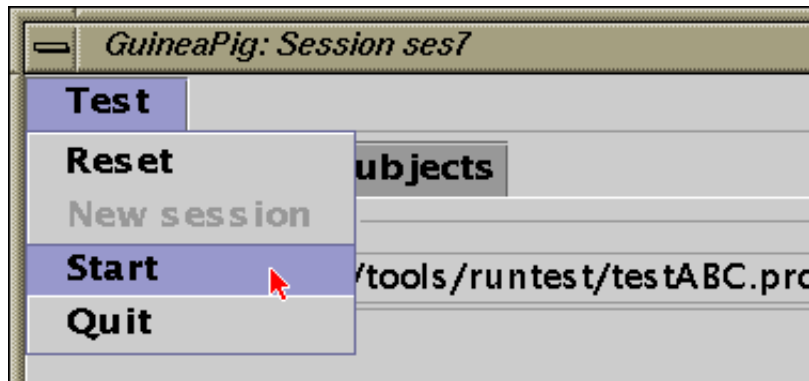 GuineaPig: Session ses7
Test
Reset
ubjects
New session
Start
/tools/runtest/testABC.pro
Quit